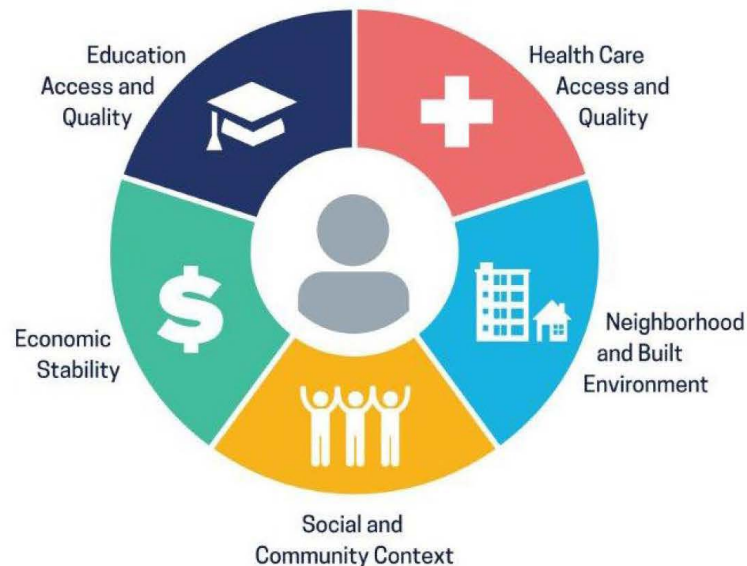 Education
Access and
Quality
Health Care
Access and
Quality
Economic
Stability
Neighborhood
and Built
Environment
Social and
Community Context